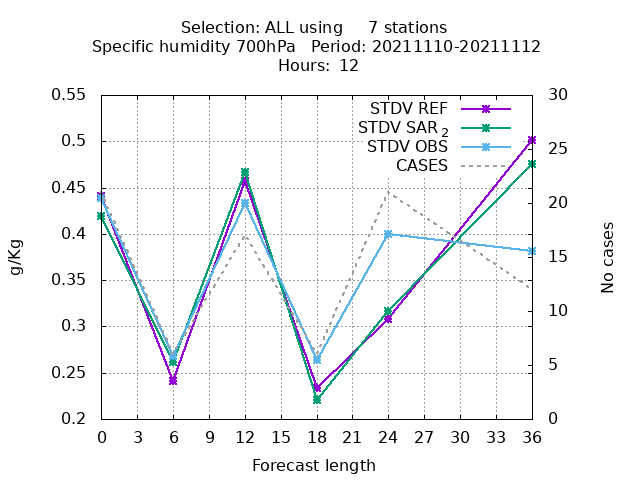 Selection: ALL using     7 stations
Specific humidity 700hPa   Period: 20211110-20211112
Hours:  12
0.55
0.5
0.45
0.4
0.35
0.3
0.25
0.2
g/Kg
30
25
20
15
10
5
0
No cases
STDV REF
STDV SAR 2
STDV OBS
CASES
0 3 6 9 12 15 18 21 24 27 30 33 36
Forecast length